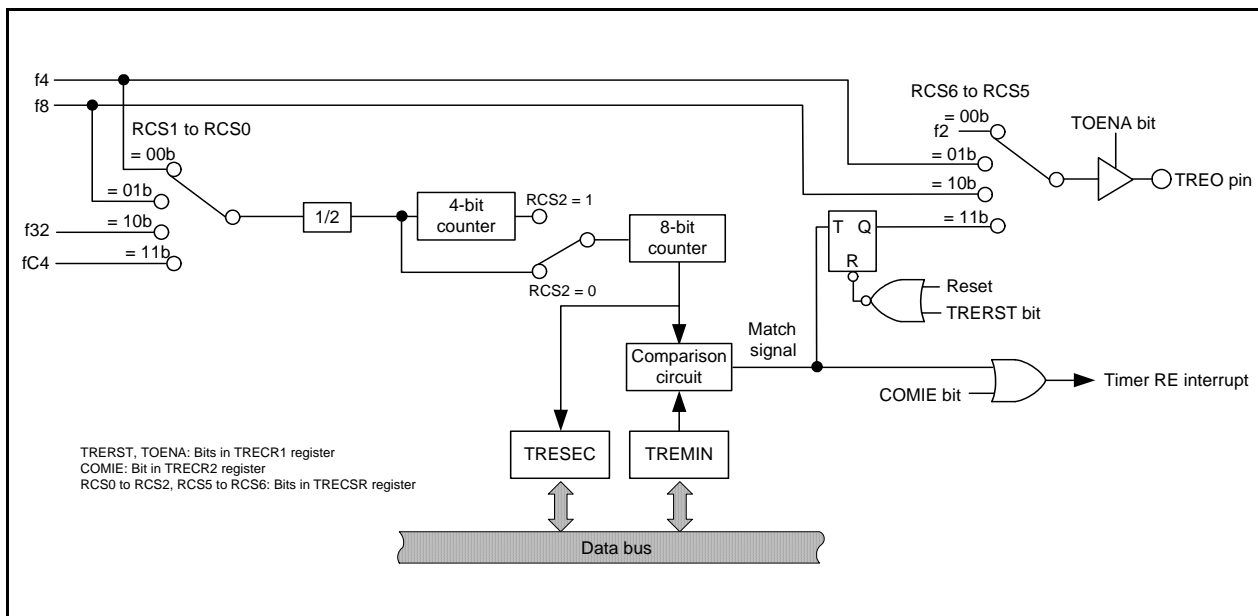 f4
f8
RCS1 to RCS0
= 00b
= 01b
f32
= 10b
fC4
= 11b
1/2
4-bit
counter
RCS2 = 1
RCS2 = 0
8-bit
counter
RCS6 to RCS5
= 00b
f2
= 01b
= 10b
= 11b
TOENA bit
TREO pin
T Q
R
Reset
TRERST bit
Match
signal
Comparison
circuit
COMIE bit
Timer RE interrupt
TRESEC
TREMIN
TRERST, TOENA: Bits in TRECR1 register
COMIE: Bit in TRECR2 register
RCS0 to RCS2, RCS5 to RCS6: Bits in TRECSR register
Data bus